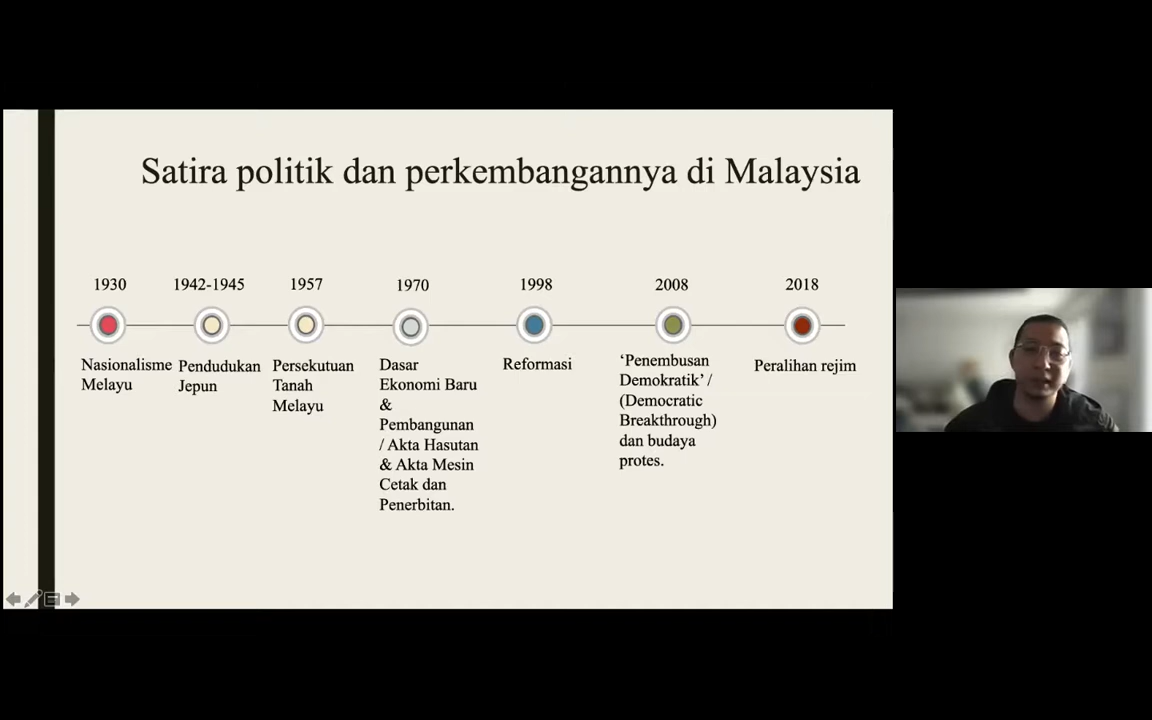 Satira politik dan perkembangannya di Malaysia
1930
1942-1945
1957
1970
1998
2008
2018
Nasionalisme
Melayu
Pendudukan
Jepun
Persekutuan
Tanah
Melayu
Dasar
Ekonomi Baru
&
Pembangunan
/ Akta Hasutan
& Akta Mesin
Cetak dan
Penerbitan.
Reformasi
‘Penembusan
Demokratik’ /
(Democratic
Breakthrough)
dan budaya
protes.
Peralihan rejim